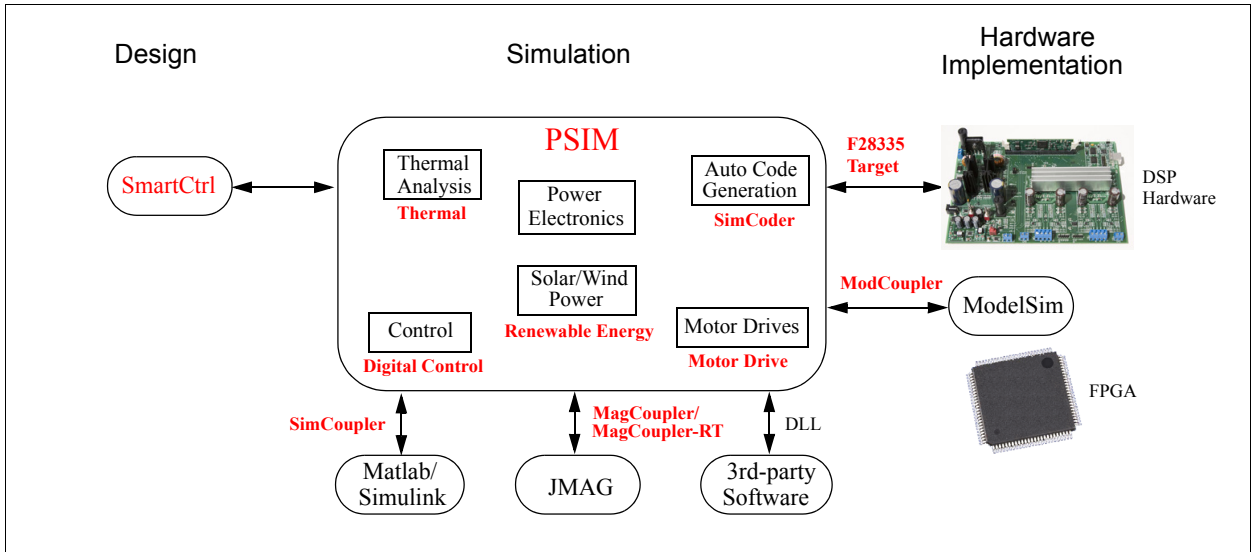 Design
Simulation
Hardware
Implementation
PSIM
SmartCtrl
Thermal
Analysis
Thermal
Power
Electronics
Auto Code
Generation
SimCoder
Solar/Wind
Power
Renewable Energy
Control
Digital Control
Motor Drives
Motor Drive
F28335
Target
DSP
Hardware
ModCoupler
ModelSim
FPGA
SimCoupler
MagCoupler/
MagCoupler-RT
DLL
Matlab/
Simulink
JMAG
3rd-party
Software